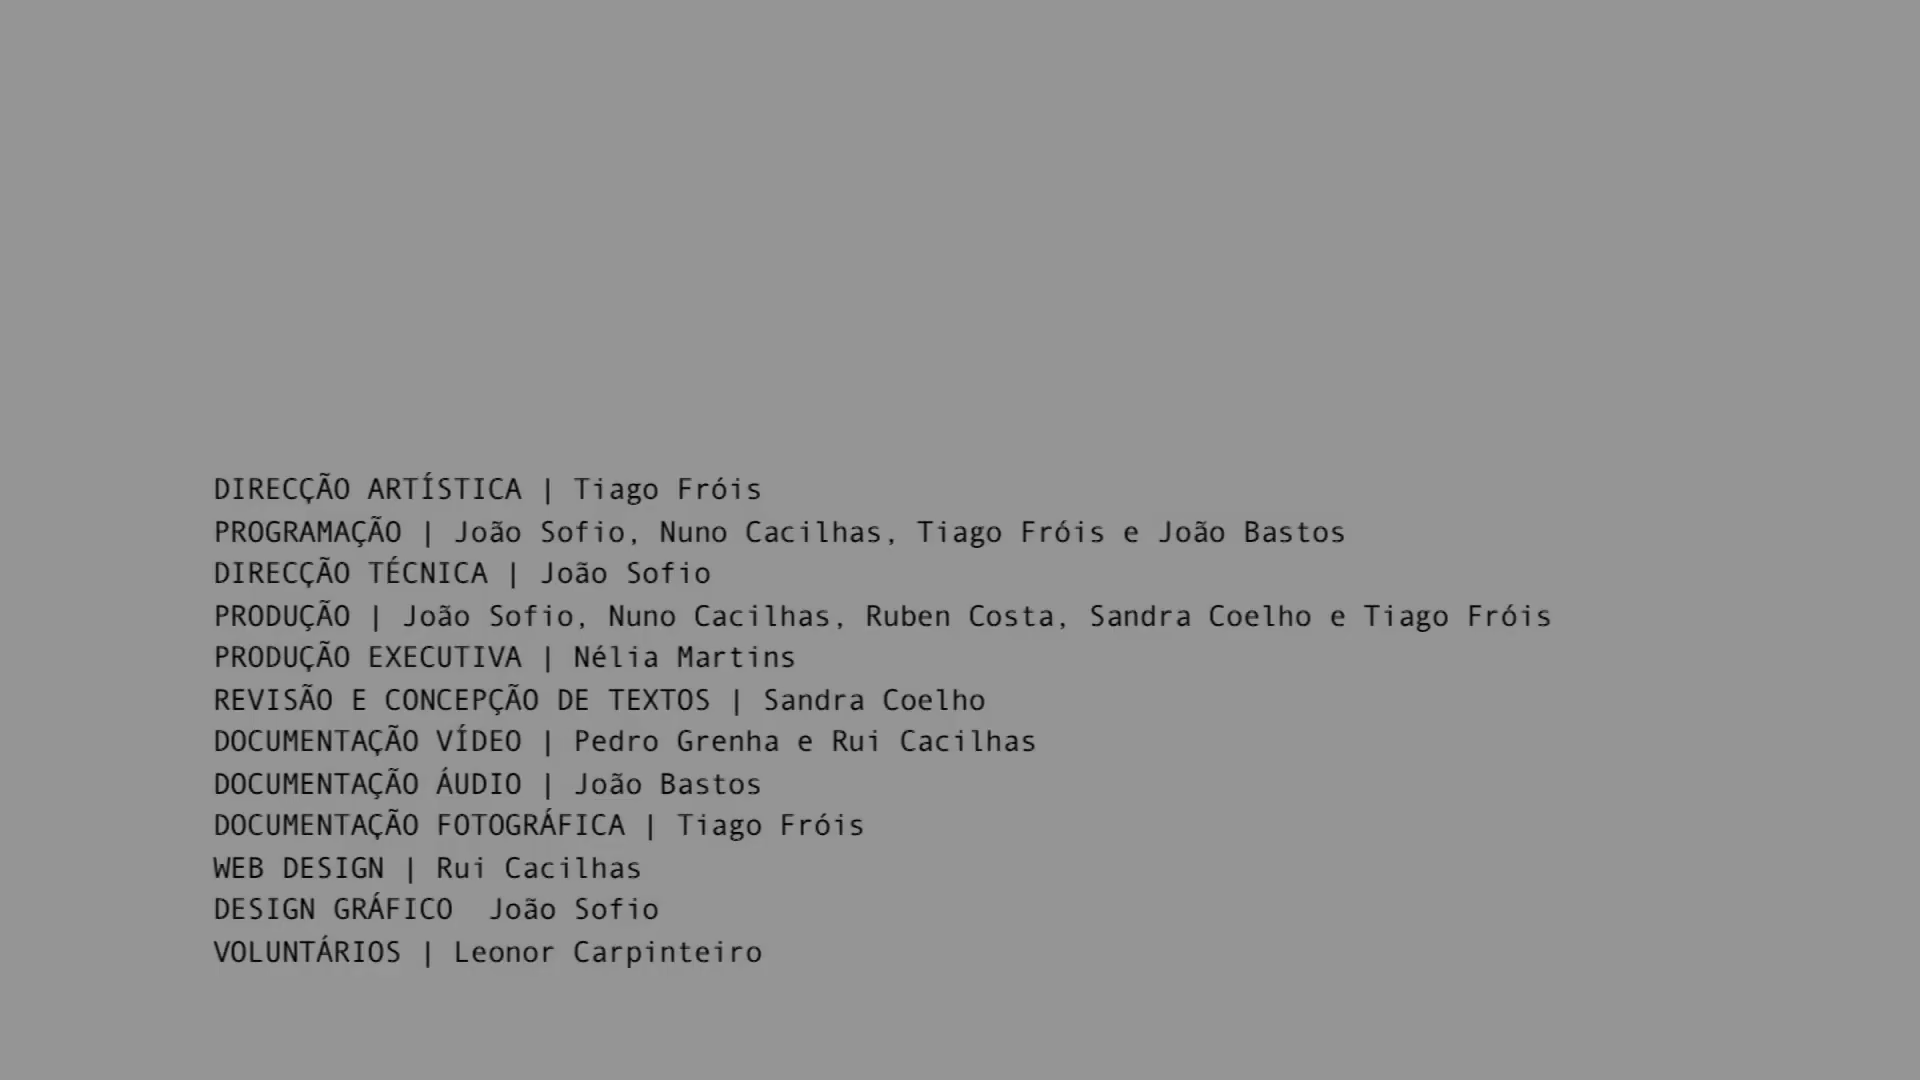 DIRECÇÃO ARTÍSTICA | Tiago Fróis
PROGRAMAÇÃO | João Sofio, Nuno Cacilhas, Tiago Fróis e João Bastos
DIRECÇÃO TÉCNICA | João Sofio
PRODUÇÃO | João Sofio, Nuno Cacilhas, Ruben Costa, Sandra Coelho e Tiago Fróis
PRODUÇÃO EXECUTIVA | Nélia Martins
REVISÃO E CONCEPÇÃO DE TEXTOS | Sandra Coelho
DOCUMENTAÇÃO VÍDEO | Pedro Grenha e Rui Cacilhas
DOCUMENTAÇÃO ÁUDIO | João Bastos
DOCUMENTAÇÃO FOTOGRÁFICA | Tiago Fróis
WEB DESIGN | Rui Cacilhas
DESIGN GRÁFICO  João Sofio
VOLUNTÁRIOS | Leonor Carpinteiro